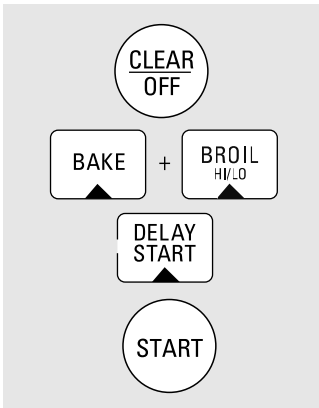 CLEAR
OFF
BAKE + BROIL
HI/LO
DELAY
START
START